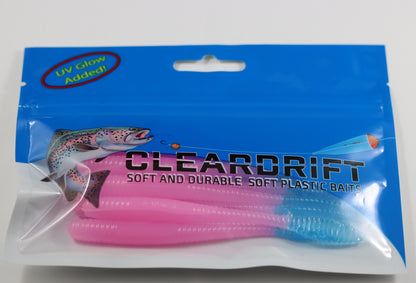 UV Glow
Added!
CLEARDRIFT
SOFT AND DURABLE SOFT PLASTIC BAITS